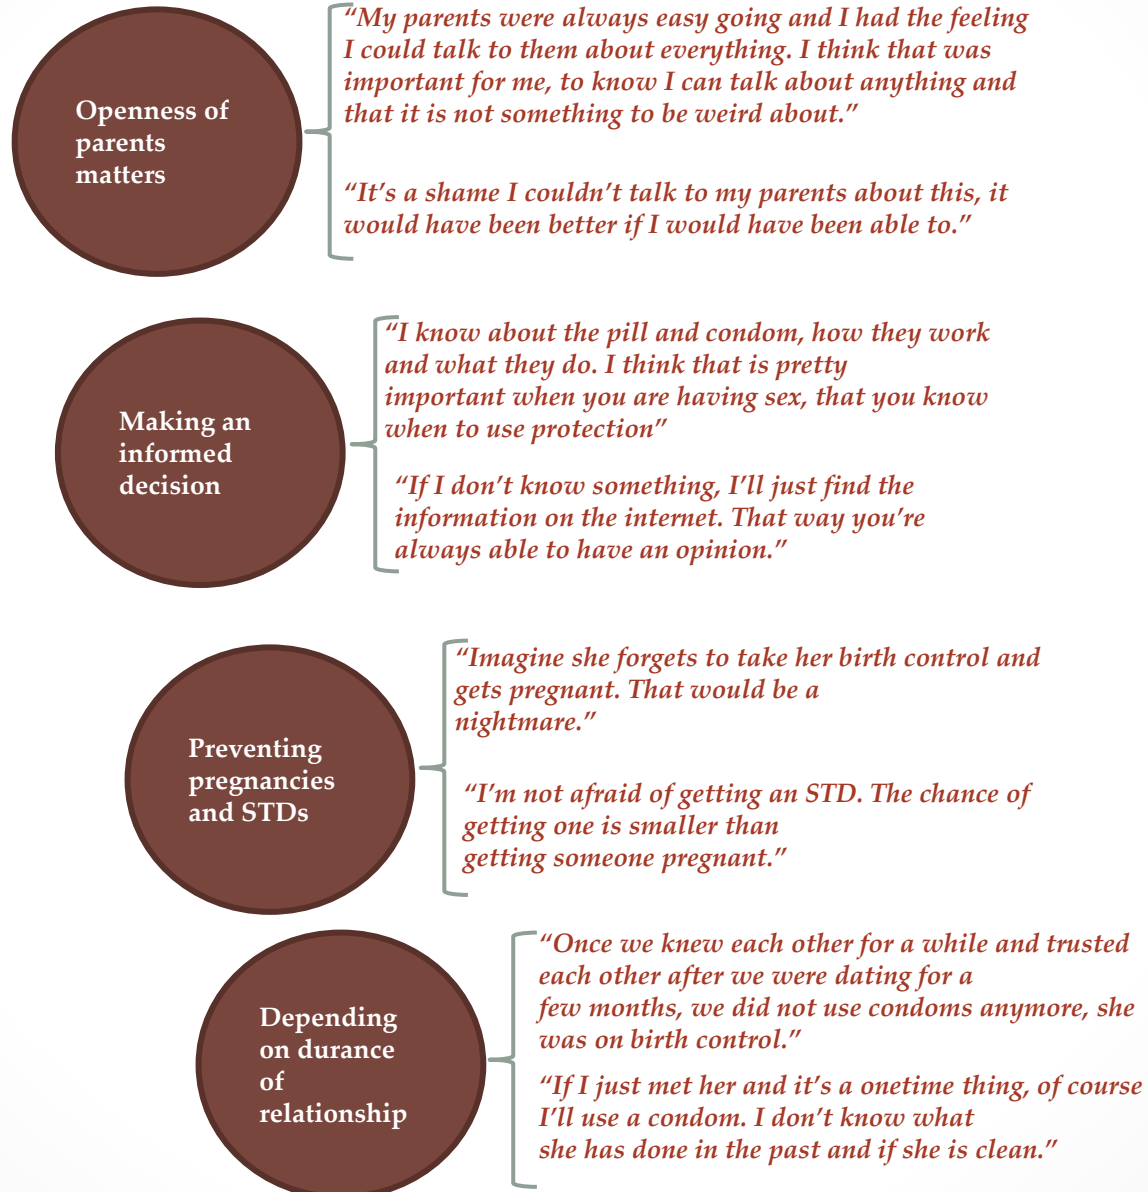 Openness of
parents
matters
“My parents were always easy going and I had the feeling
I could talk to them about everything. I think that was
important for me, to know I can talk about anything and
that it is not something to be weird about.”
“It’s a shame I couldn’t talk to my parents about this, it
would have been better if I would have been able to.”
Making an
informed
decision
“I know about the pill and condom, how they work
and what they do. I think that is pretty
important when you are having sex, that you know
when to use protection”
“If I don’t know something, I’ll just find the
information on the internet. That way you’re
always able to have an opinion.”
Preventing
pregnancies
and STDs
“Imagine she forgets to take her birth control and
gets pregnant. That would be a
nightmare.”
“I’m not afraid of getting an STD. The chance of
getting one is smaller than
getting someone pregnant.”
Depending
on durance
of
relationship
“Once we knew each other for a while and trusted
each other after we were dating for a
few months, we did not use condoms anymore, she
was on birth control.”
“If I just met her and it’s a onetime thing, of course
I’ll use a condom. I don’t know what
she has done in the past and if she is clean.”